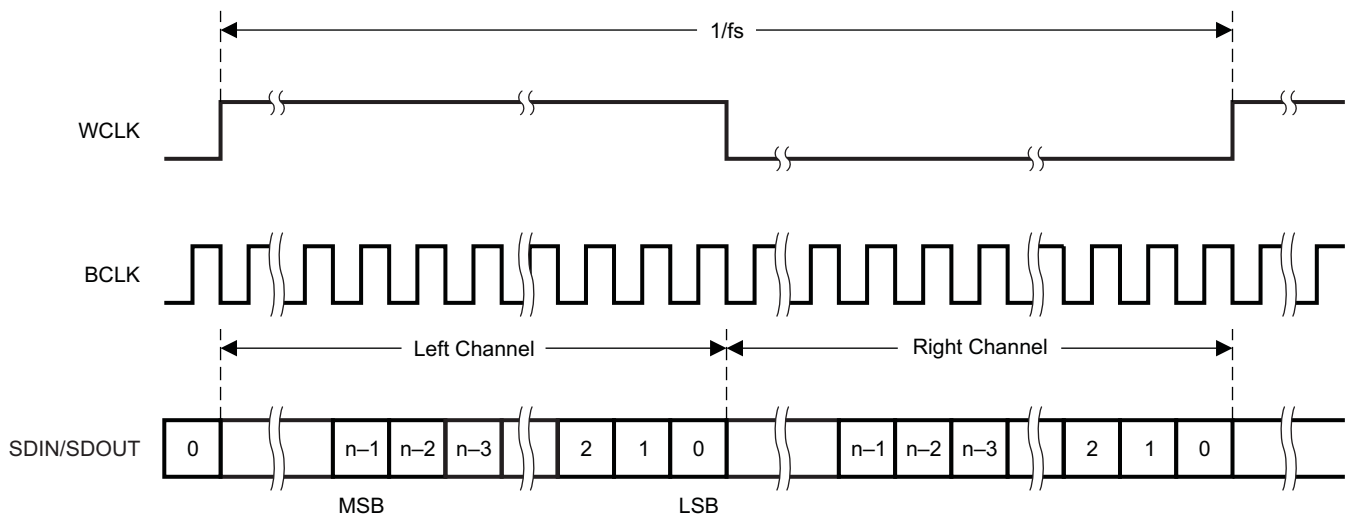 1/fs
WCLK
BCLK
Left Channel
Right Channel
SDIN/SDOUT
0
n–1
n–2
n–3
2
1
0
n–1
n–2
n–3
2
1
0
MSB
LSB